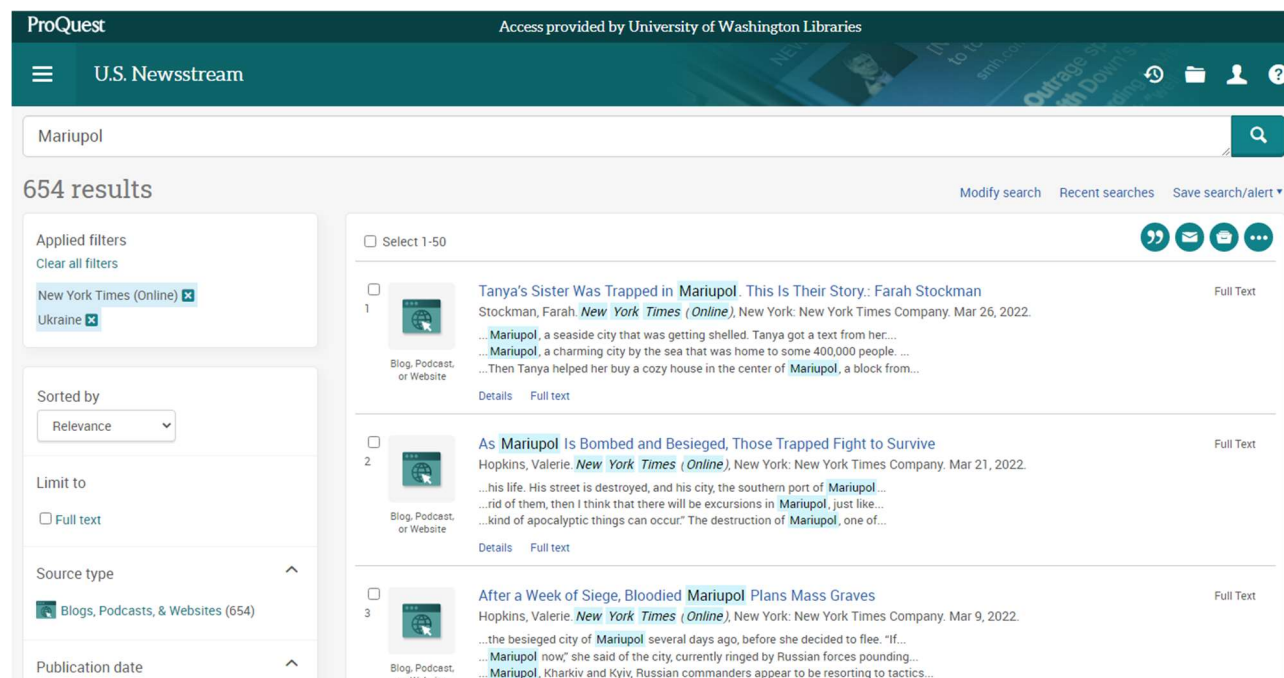 ProQuest
Access provided by University of Washington Libraries
U.S. Newsstream
Mariupol
654 results
Modify search Recent searches Save search/alert
Applied filters
Clear all filters
New York Times (Online)
Ukraine
Sorted by
Relevance
Limit to
Full text
Source type
Blogs, Podcasts, & Websites (654)
Publication date
Select 1-50
1
Blog, Podcast,
or Website
Tanya's Sister Was Trapped in Mariupol. This Is Their Story.: Farah Stockman
Full Text
Stockman, Farah. New York Times (Online), New York: New York Times Company. Mar 26, 2022.
...Mariupol, a seaside city that was getting shelled. Tanya got a text from her:...
...Mariupol, a charming city by the sea that was home to some 400,000 people. ...
...Then Tanya helped her buy a cozy house in the center of Mariupol, a block from...
Details Full text
2
Blog, Podcast,
or Website
As Mariupol Is Bombed and Besieged, Those Trapped Fight to Survive
Full Text
Hopkins, Valerie. New York Times (Online), New York: New York Times Company. Mar 21, 2022.
...his life. His street is destroyed, and his city, the southern port of Mariupol...
...rid of them, then I think that there will be excursions in Mariupol, just like...
...kind of apocalyptic things can occur." The destruction of Mariupol, one of...
Details Full text
3
Blog, Podcast,
After a Week of Siege, Bloodied Mariupol Plans Mass Graves
Full Text
Hopkins, Valerie. New York Times (Online), New York: New York Times Company. Mar 9, 2022.
...the besieged city of Mariupol several days ago, before she decided to flee. "If...
...Mariupol now," she said of the city, currently ringed by Russian forces pounding...
...Mariupol, Kharkiv and Kyiv, Russian commanders appear to be resorting to tactics...